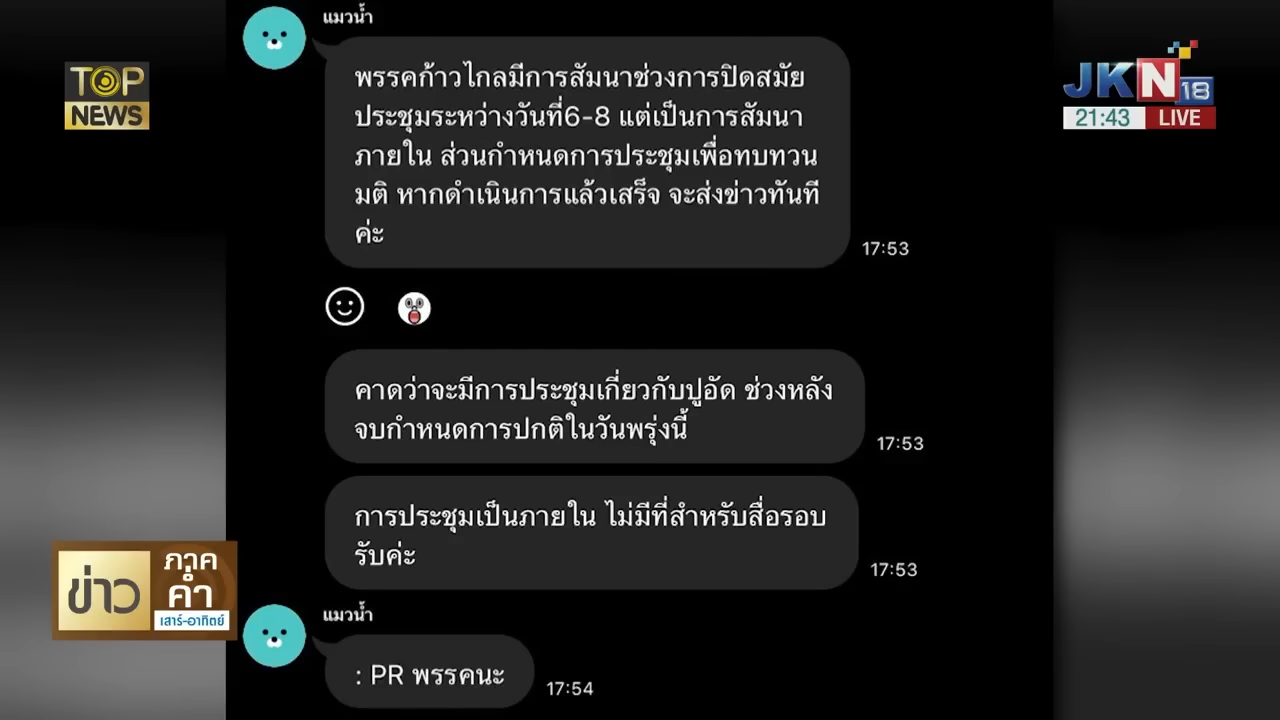 แมวน้ำ
พรรคก้าวไกลมีการสัมนาช่วงการปิดสมัย
ประชุมระหว่างวันที่6-8 แต่เป็นการสัมนา
ภายใน ส่วนกำหนดการประชุมเพื่อทบทวน
มติ หากดำเนินการแล้วเสร็จ จะส่งข่าวทันที
ค่ะ
17:53
คาดว่าจะมีการประชุมเกี่ยวกับปูอัด ช่วงหลัง
จบกำหนดการปกติในวันพรุ่งนี้
17:53
การประชุมเป็นภายใน ไม่มีที่สำหรับสื่อรอบ
รับค่ะ
17:53
แมวน้ำ
: PR พรรคนะ
17:54
TOP
NEWS
JKN18
21:43 LIVE
ข่าว
ภาค
ค่ำ
เสาร์-อาทิตย์